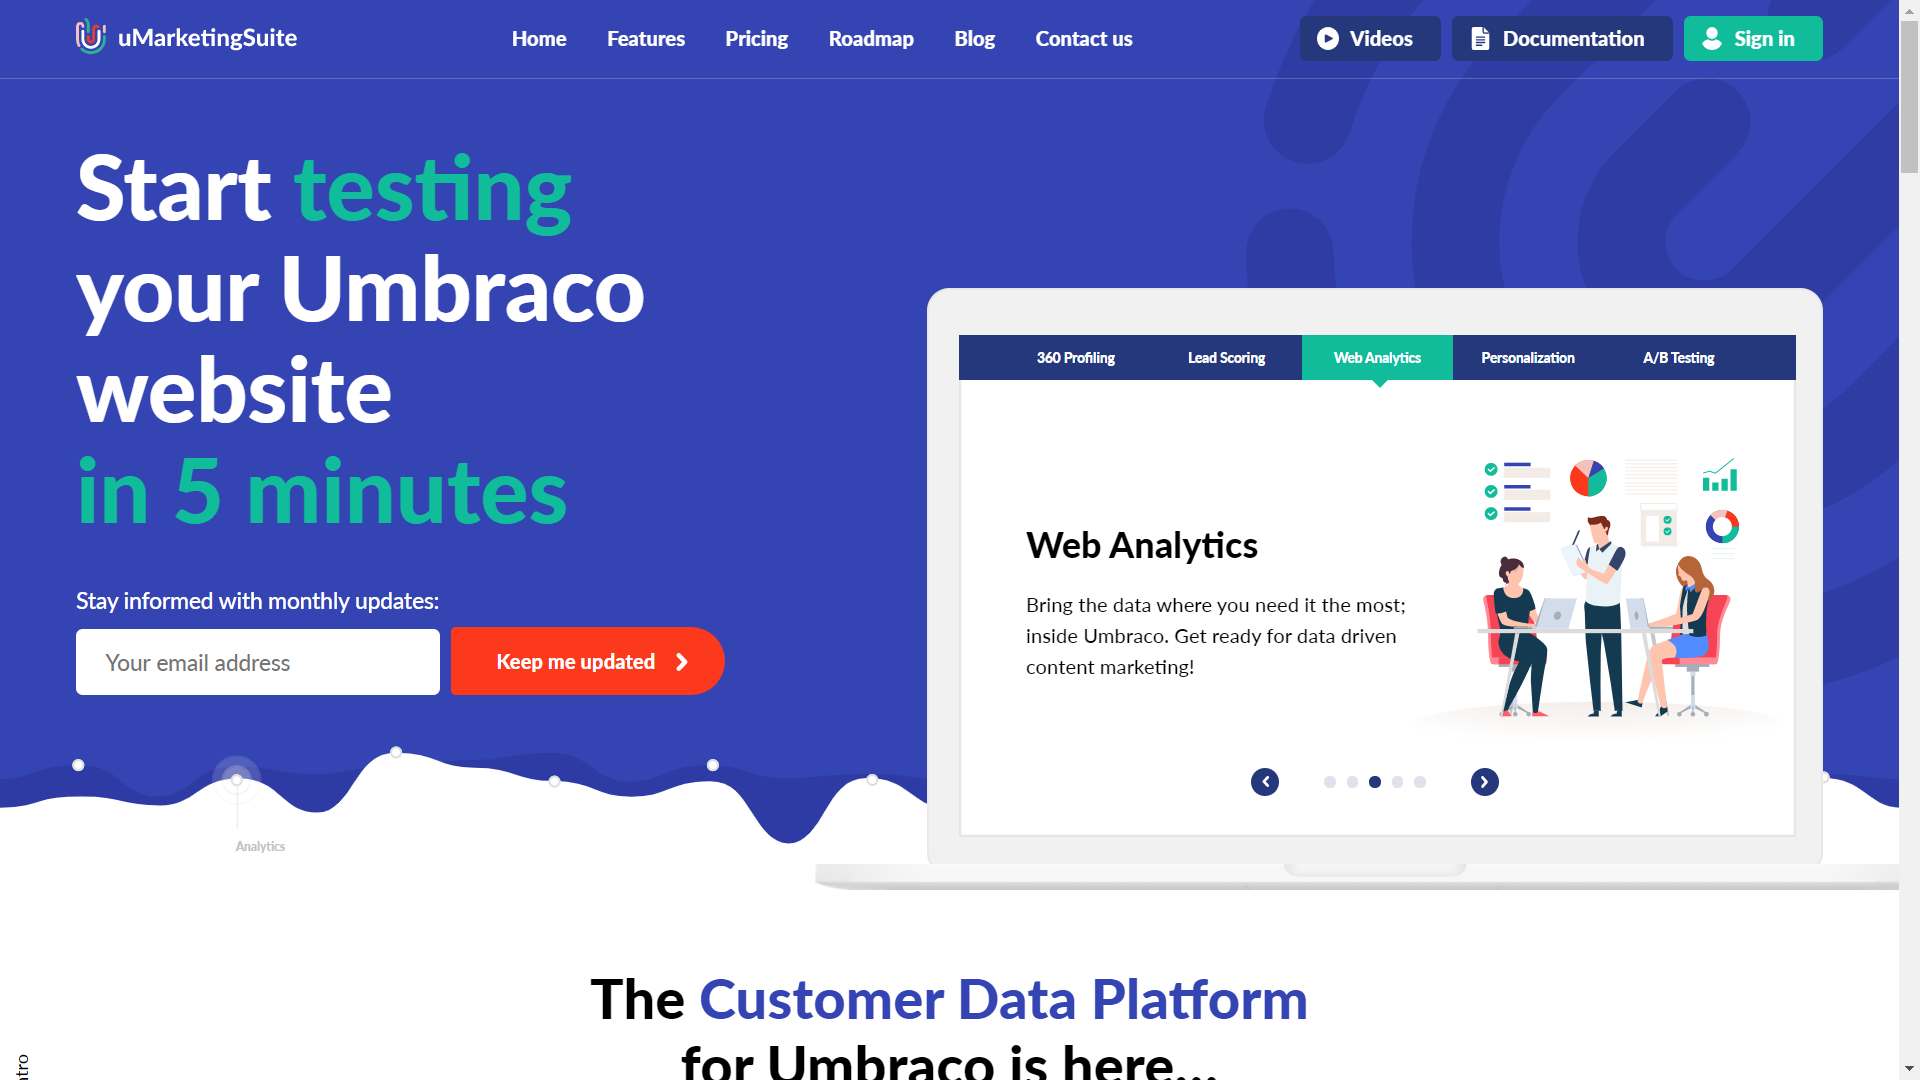 uMarketingSuite
Home
Features
Pricing
Roadmap
Blog
Contact us
Videos
Documentation
Sign in
Start testing
your Umbraco
website
in 5 minutes
Stay informed with monthly updates:
Your email address
Keep me updated
Analytics
360 Profiling
Lead Scoring
Web Analytics
Personalization
A/B Testing
Web Analytics
Bring the data where you need it the most;
inside Umbraco. Get ready for data driven
content marketing!
The Customer Data Platform
for Umbraco is here...